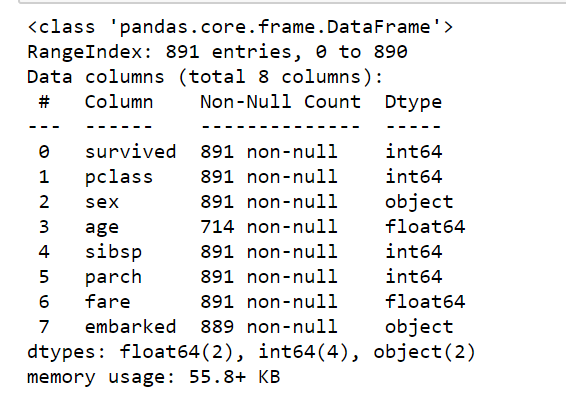 <class 'pandas.core.frame.DataFrame'>
RangeIndex: 891 entries, 0 to 890
Data columns (total 8 columns):
 #   Column    Non-Null Count  Dtype
---  ------    --------------  -----
 0   survived  891 non-null    int64
 1   pclass    891 non-null    int64
 2   sex       891 non-null    object
 3   age       714 non-null    float64
 4   sibsp     891 non-null    int64
 5   parch     891 non-null    int64
 6   fare      891 non-null    float64
 7   embarked  889 non-null    object
dtypes: float64(2), int64(4), object(2)
memory usage: 55.8+ KB